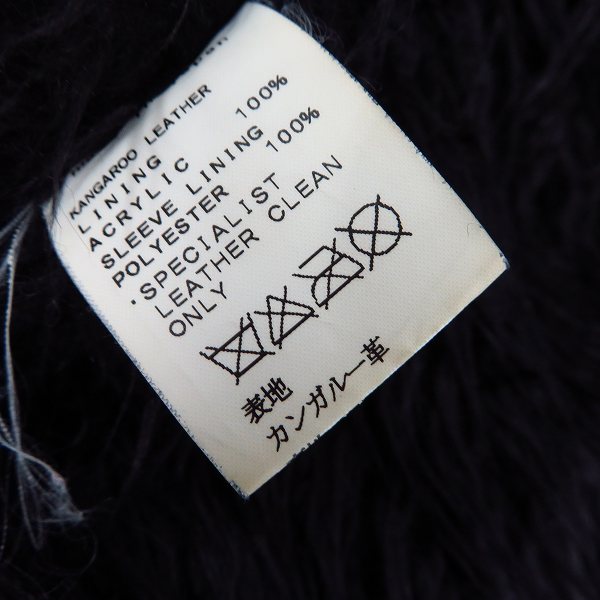 KANGAROO LEATHER
LINING
ACRYLIC 100%
SLEEVE LINING
POLYESTER 100%
.SPECIALIST
LEATHER CLEAN
ONLY
表地
カンガルー革